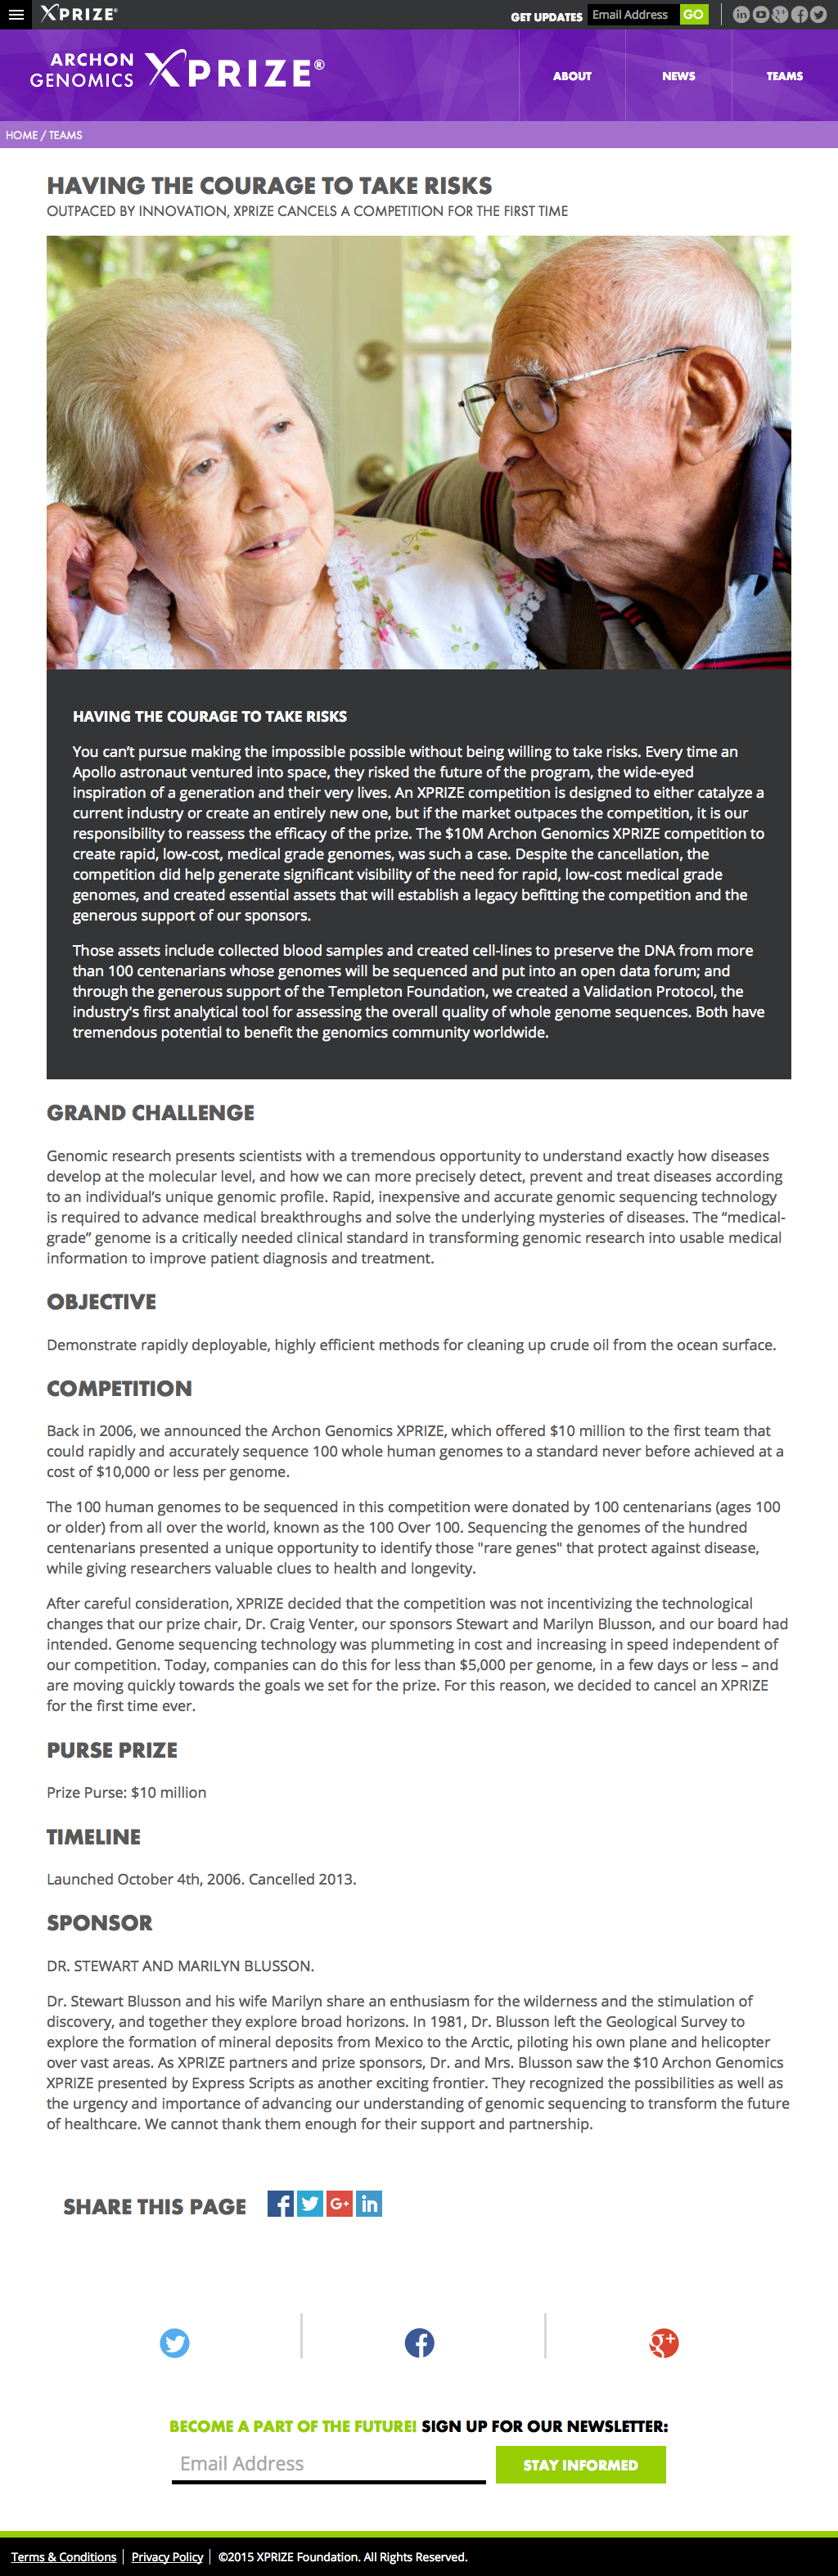 XPRIZE®
GET UPDATES Email Address GO
ARCHON
GENOMICS XPRIZE®
ABOUT NEWS TEAMS
HOME / TEAMS
HAVING THE COURAGE TO TAKE RISKS
OUTPACED BY INNOVATION, XPRIZE CANCELS A COMPETITION FOR THE FIRST TIME
HAVING THE COURAGE TO TAKE RISKS
You can’t pursue making the impossible possible without being willing to take risks. Every time an
Apollo astronaut ventured into space, they risked the future of the program, the wide-eyed
inspiration of a generation and their very lives. An XPRIZE competition is designed to either catalyze a
current industry or create an entirely new one, but if the market outpaces the competition, it is our
responsibility to reassess the efficacy of the prize. The $10M Archon Genomics XPRIZE competition to
create rapid, low-cost, medical grade genomes, was such a case. Despite the cancellation, the
competition did help generate significant visibility of the need for rapid, low-cost medical grade
genomes, and created essential assets that will establish a legacy befitting the competition and the
generous support of our sponsors.
Those assets include collected blood samples and created cell-lines to preserve the DNA from more
than 100 centenarians whose genomes will be sequenced and put into an open data forum; and
through the generous support of the Templeton Foundation, we created a Validation Protocol, the
industry's first analytical tool for assessing the overall quality of whole genome sequences. Both have
tremendous potential to benefit the genomics community worldwide.
GRAND CHALLENGE
Genomic research presents scientists with a tremendous opportunity to understand exactly how diseases
develop at the molecular level, and how we can more precisely detect, prevent and treat diseases according
to an individual’s unique genomic profile. Rapid, inexpensive and accurate genomic sequencing technology
is required to advance medical breakthroughs and solve the underlying mysteries of diseases. The “medical-
grade” genome is a critically needed clinical standard in transforming genomic research into usable medical
information to improve patient diagnosis and treatment.
OBJECTIVE
Demonstrate rapidly deployable, highly efficient methods for cleaning up crude oil from the ocean surface.
COMPETITION
Back in 2006, we announced the Archon Genomics XPRIZE, which offered $10 million to the first team that
could rapidly and accurately sequence 100 whole human genomes to a standard never before achieved at a
cost of $10,000 or less per genome.
The 100 human genomes to be sequenced in this competition were donated by 100 centenarians (ages 100
or older) from all over the world, known as the 100 Over 100. Sequencing the genomes of the hundred
centenarians presented a unique opportunity to identify those "rare genes" that protect against disease,
while giving researchers valuable clues to health and longevity.
After careful consideration, XPRIZE decided that the competition was not incentivizing the technological
changes that our prize chair, Dr. Craig Venter, our sponsors Stewart and Marilyn Blusson, and our board had
intended. Genome sequencing technology was plummeting in cost and increasing in speed independent of
our competition. Today, companies can do this for less than $5,000 per genome, in a few days or less – and
are moving quickly towards the goals we set for the prize. For this reason, we decided to cancel an XPRIZE
for the first time ever.
PURSE PRIZE
Prize Purse: $10 million
TIMELINE
Launched October 4th, 2006. Cancelled 2013.
SPONSOR
DR. STEWART AND MARILYN BLUSSON.
Dr. Stewart Blusson and his wife Marilyn share an enthusiasm for the wilderness and the stimulation of
discovery, and together they explore broad horizons. In 1981, Dr. Blusson left the Geological Survey to
explore the formation of mineral deposits from Mexico to the Arctic, piloting his own plane and helicopter
over vast areas. As XPRIZE partners and prize sponsors, Dr. and Mrs. Blusson saw the $10 Archon Genomics
XPRIZE presented by Express Scripts as another exciting frontier. They recognized the possibilities as well as
the urgency and importance of advancing our understanding of genomic sequencing to transform the future
of healthcare. We cannot thank them enough for their support and partnership.
SHARE THIS PAGE
BECOME A PART OF THE FUTURE! SIGN UP FOR OUR NEWSLETTER:
Email Address STAY INFORMED
Terms & Conditions | Privacy Policy | ©2015 XPRIZE Foundation. All Rights Reserved.